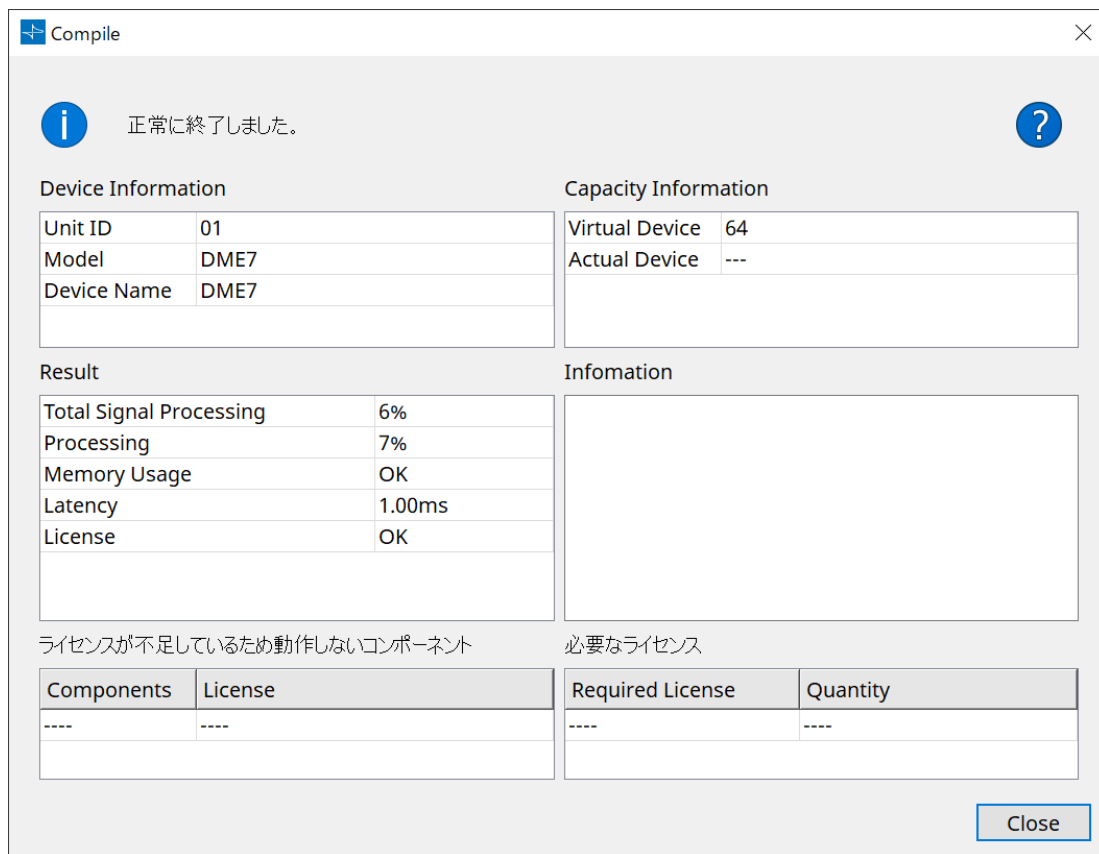 Compile
正常に終了しました。
Device Information
Unit ID 01
Model DME7
Device Name DME7
Capacity Information
Virtual Device 64
Actual Device ---
Result
Total Signal Processing 6%
Processing 7%
Memory Usage OK
Latency 1.00ms
License OK
Infomation
ライセンスが不足しているため動作しないコンポーネント
Components License
---- ----
必要なライセンス
Required License Quantity
---- ----
Close